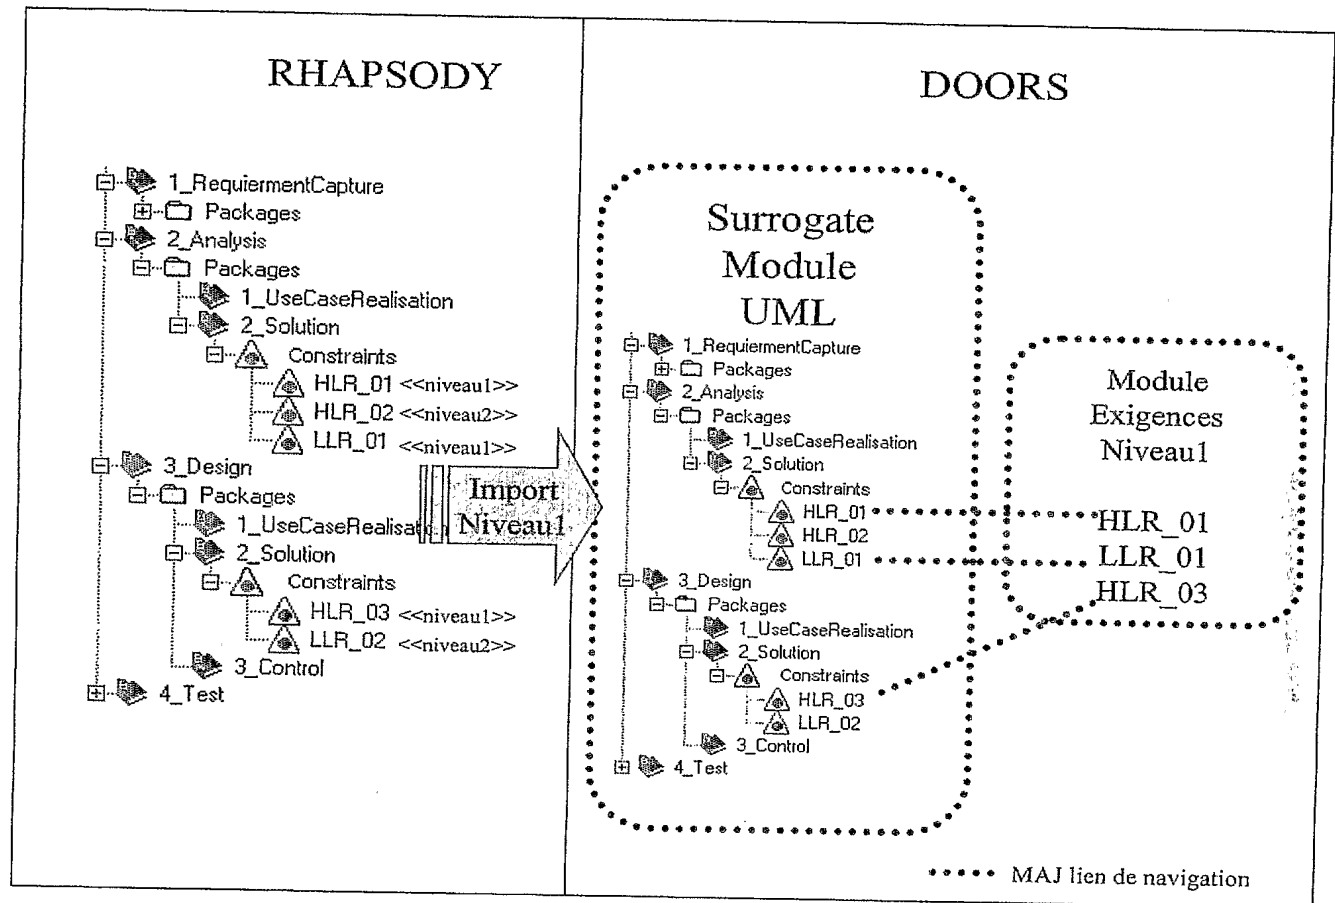 RHAPSODY
1_RequiermentCapture
Packages
2_Analysis
Packages
1_UseCaseRealisation
2_Solution
Constraints
HLR_01 <<niveau1>>
HLR_02 <<niveau2>>
LLR_01 <<niveau1>>
3_Design
Packages
1_UseCaseRealisation
2_Solution
Constraints
HLR_03 <<niveau1>>
LLR_02 <<niveau2>>
3_Control
4_Test
Import
Niveau1
DOORS
Surrogate
Module
UML
1_RequiermentCapture
Packages
2_Analysis
Packages
1_UseCaseRealisation
2_Solution
Constraints
HLR_01
HLR_02
LLR_01
3_Design
Packages
1_UseCaseRealisation
2_Solution
Constraints
HLR_03
LLR_02
3_Control
4_Test
Module
Exigences
Niveau1
HLR_01
LLR_01
HLR_03
MAJ lien de navigation